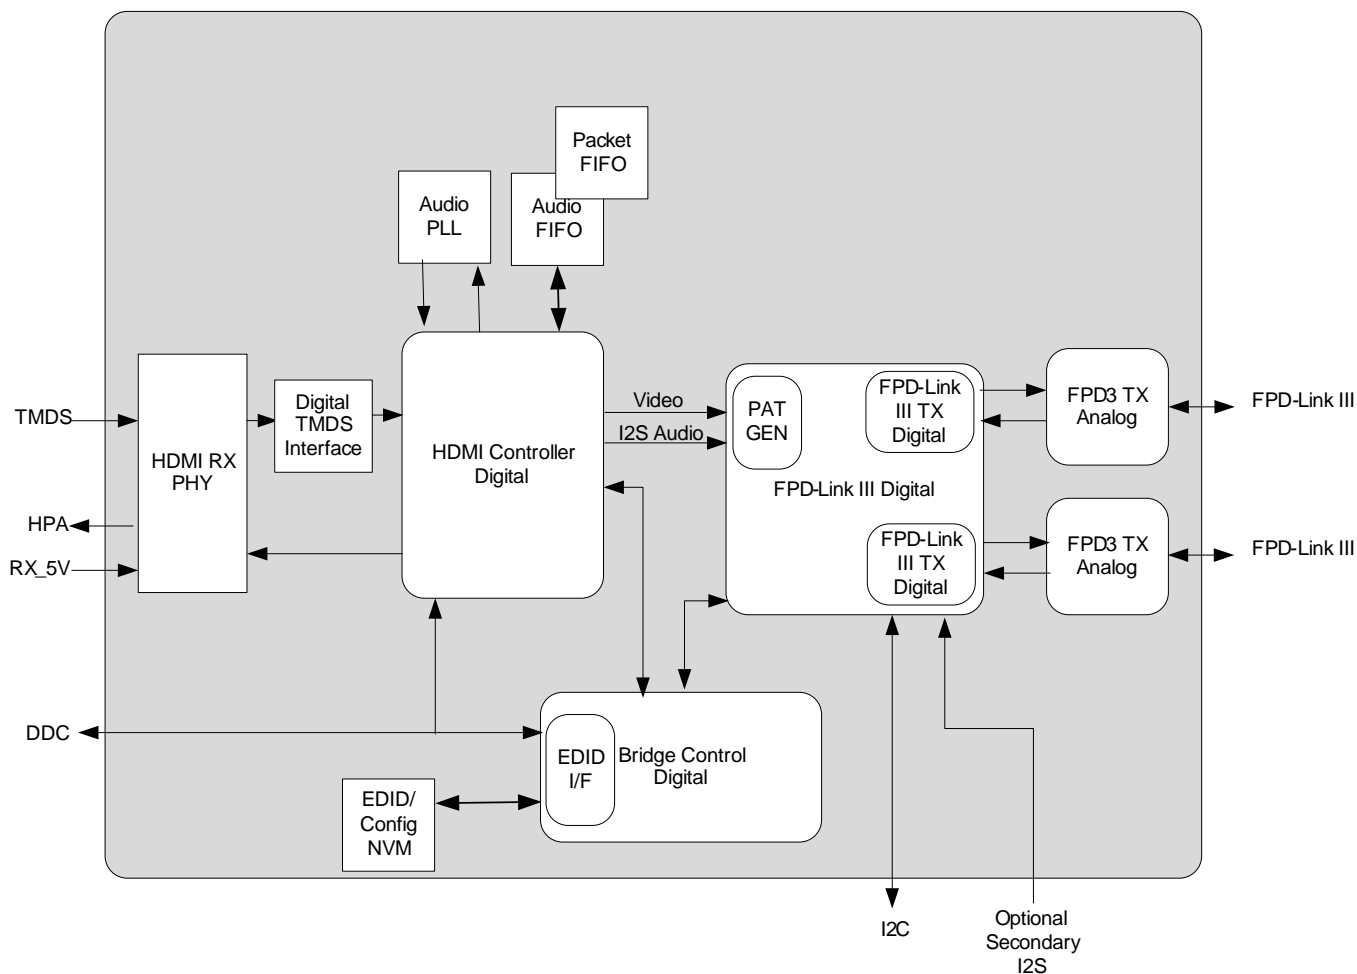 Packet
FIFO
Audio
PLL
Audio
FIFO
TMDS
HPA
RX_5V
HDMI RX
PHY
Digital
TMDS
Interface
HDMI Controller
Digital
Video
I2S Audio
PAT
GEN
FPD-Link
III TX
Digital
FPD-Link III Digital
FPD-Link
III TX
Digital
FPD3 TX
Analog
FPD-Link III
FPD3 TX
Analog
FPD-Link III
DDC
EDID
I/F
Bridge Control
Digital
EDID/
Config
NVM
I2C
Optional
Secondary
I2S